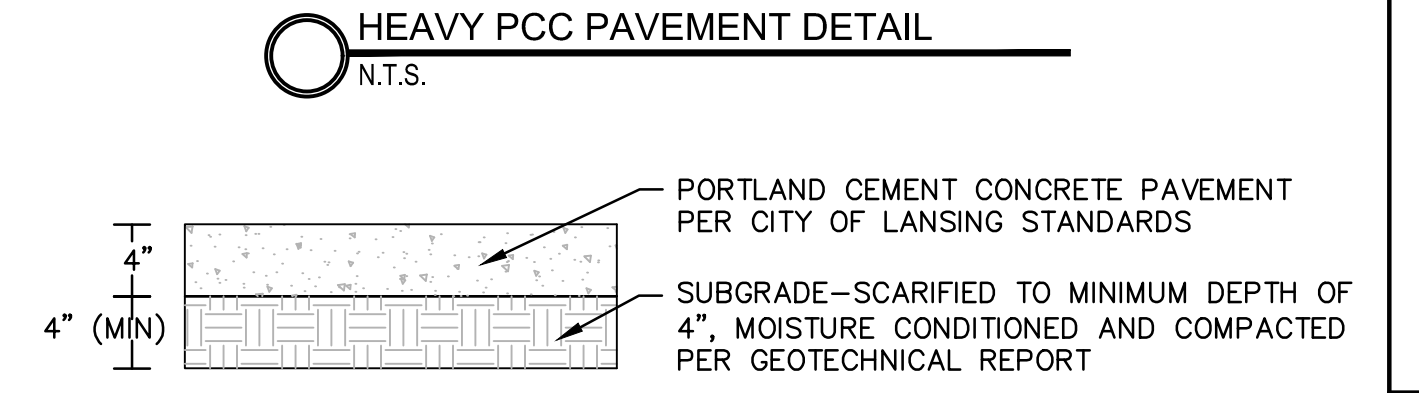 HEAVY PCC PAVEMENT DETAIL
N.T.S.
PORTLAND CEMENT CONCRETE PAVEMENT
PER CITY OF LANSING STANDARDS
4”
SUBGRADE–SCARIFIED TO MINIMUM DEPTH OF
4”, MOISTURE CONDITIONED AND COMPACTED
PER GEOTECHNICAL REPORT
4” (MIN)